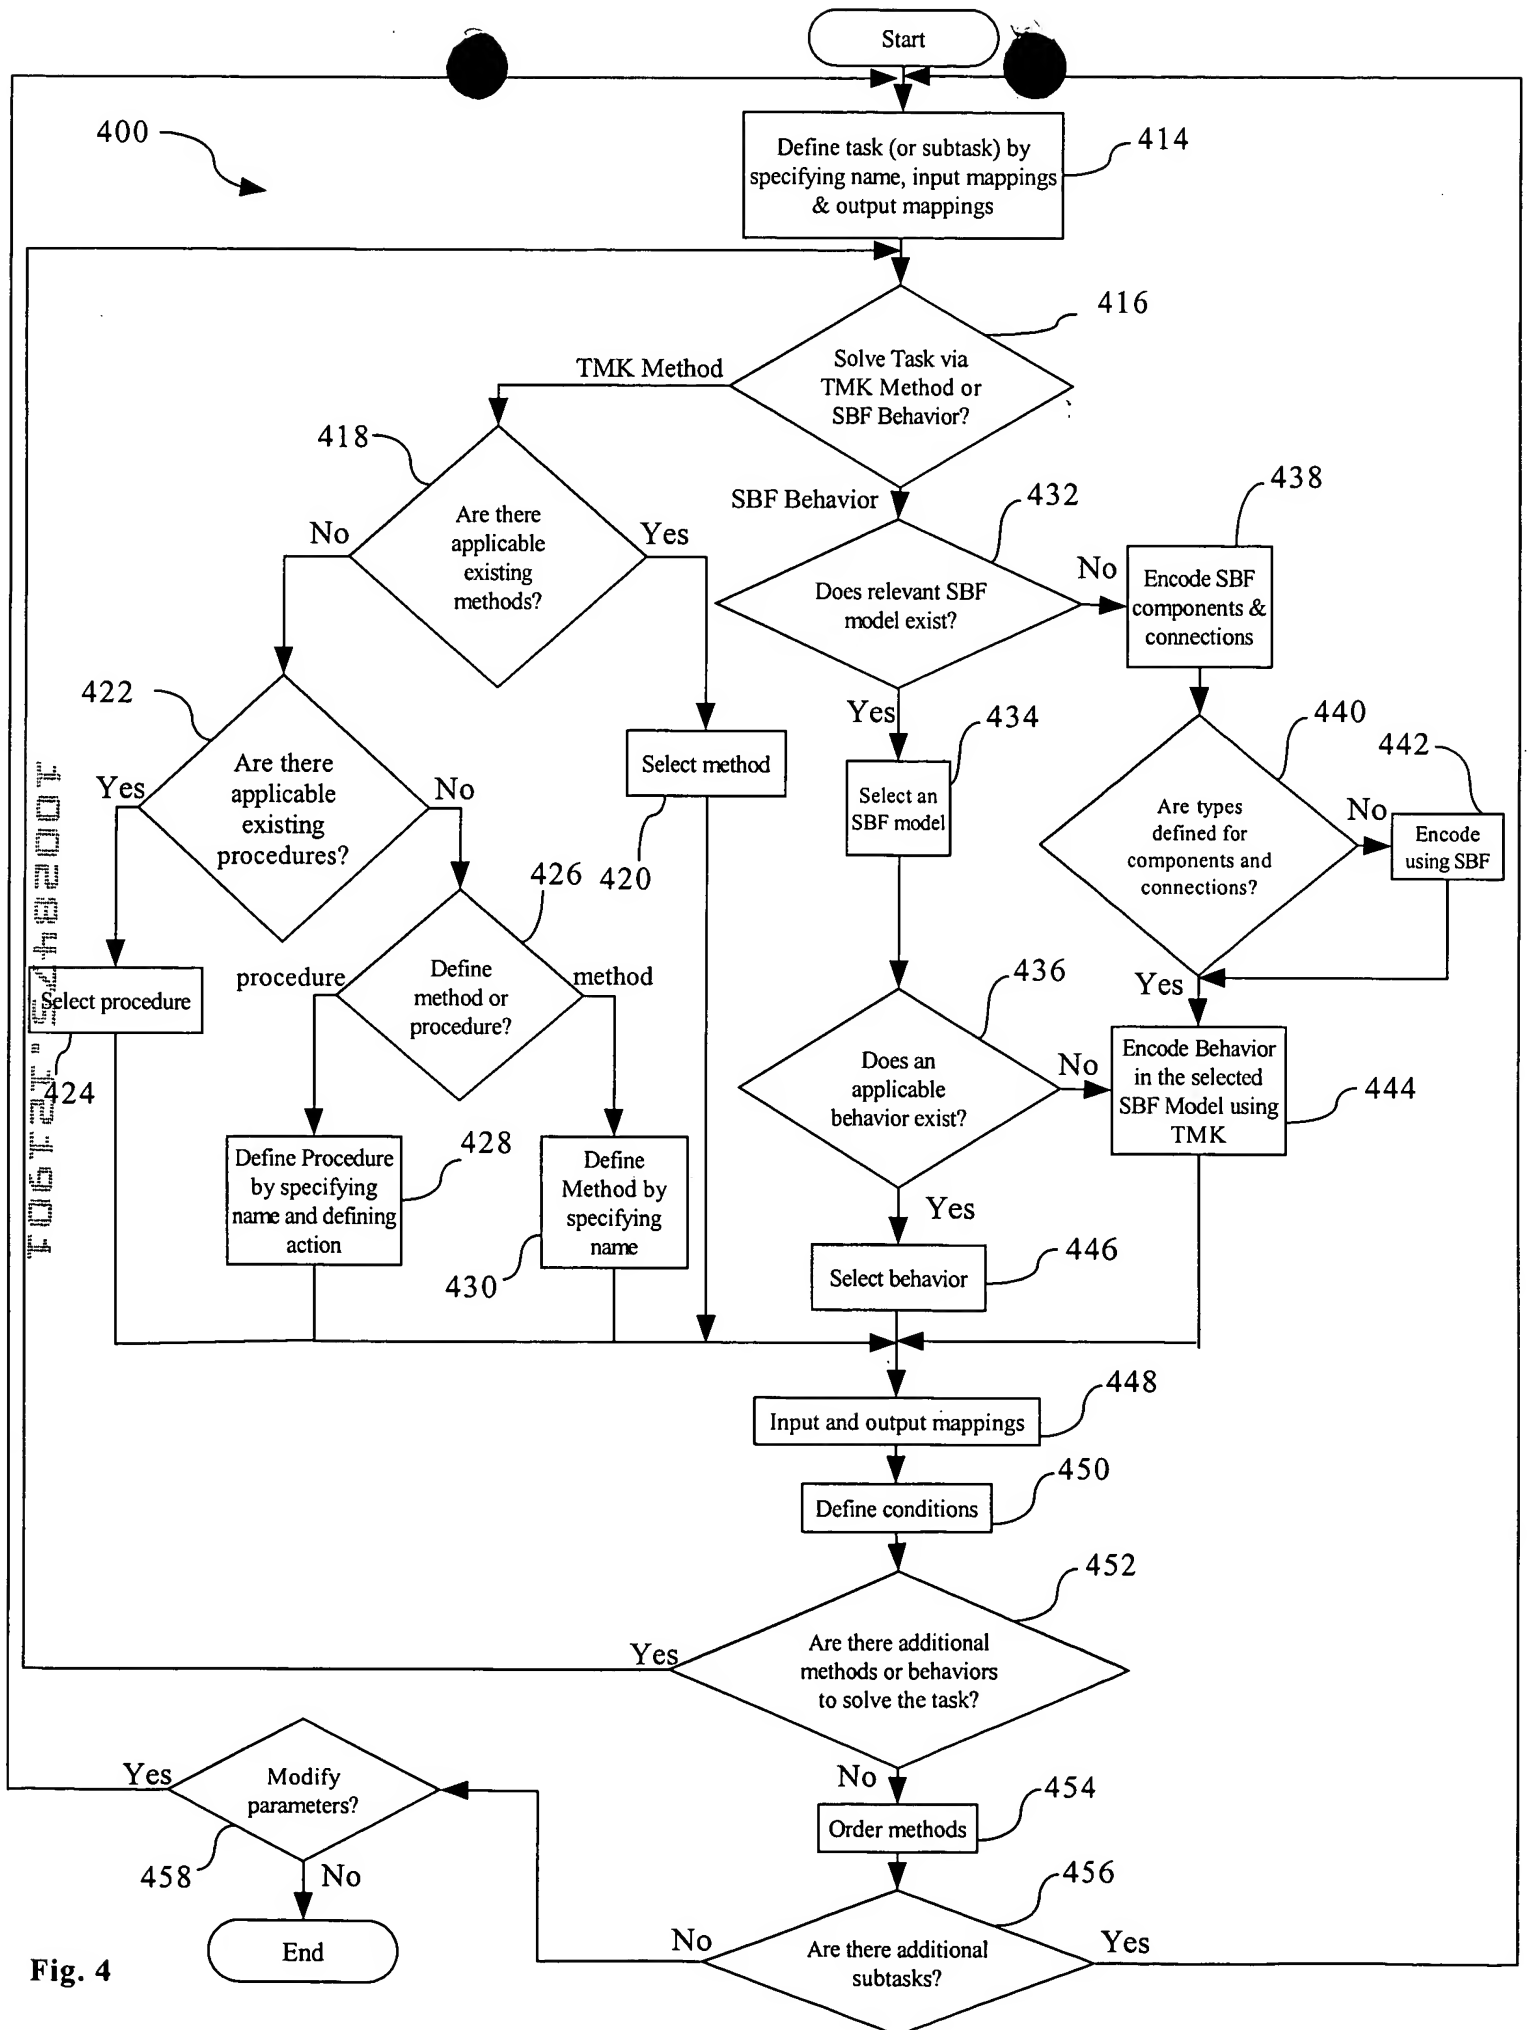 Start
400
Define task (or subtask) by
specifying name, input mappings
& output mappings
414
416
Solve Task via
TMK Method or
SBF Behavior?
TMK Method
418
Are there
applicable
existing
methods?
No
Yes
SBF Behavior
432
Does relevant SBF
model exist?
No
438
Encode SBF
components &
connections
422
Are there
applicable
existing
procedures?
Yes
No
Select method
420
Yes
434
Select an
SBF model
440
Are types
defined for
components and
connections?
No
442
Encode
using SBF
426
Define
method or
procedure?
procedure
method
Select procedure
424
436
Does an
applicable
behavior exist?
No
Yes
Encode Behavior
in the selected
SBF Model using
TMK
444
Define Procedure
by specifying
name and defining
action
428
Define
Method by
specifying
name
430
Yes
Select behavior
446
Input and output mappings
448
Define conditions
450
452
Are there additional
methods or behaviors
to solve the task?
Yes
No
Order methods
454
456
Are there additional
subtasks?
No
Yes
Modify
parameters?
Yes
458
No
End
Fig. 4
10028475.121901